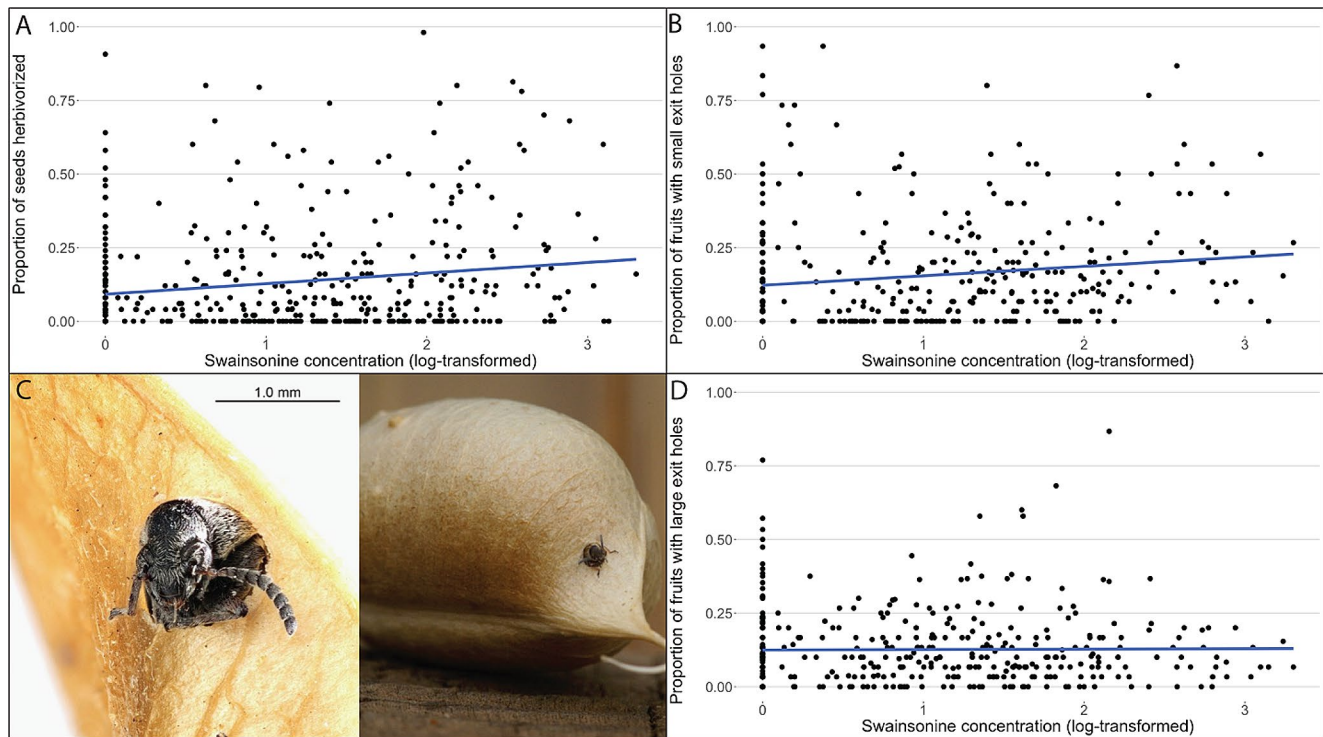 A
Proportion of seeds herbivorized
1.00
0.75
0.50
0.25
0.00
0 1 2 3
Swainsonine concentration (log-transformed)
B
Proportion of fruits with small exit holes
1.00
0.75
0.50
0.25
0.00
0 1 2 3
Swainsonine concentration (log-transformed)
C
1.0 mm
D
Proportion of fruits with large exit holes
1.00
0.75
0.50
0.25
0.00
0 1 2 3
Swainsonine concentration (log-transformed)